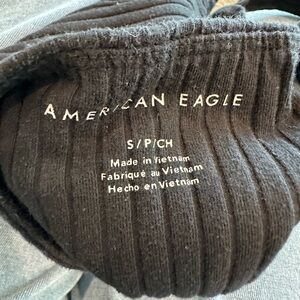 AMERICAN EAGLE
S/P/CH
Made in Vietnam
Fabriqué au Vietnam
Hecho en Vietnam